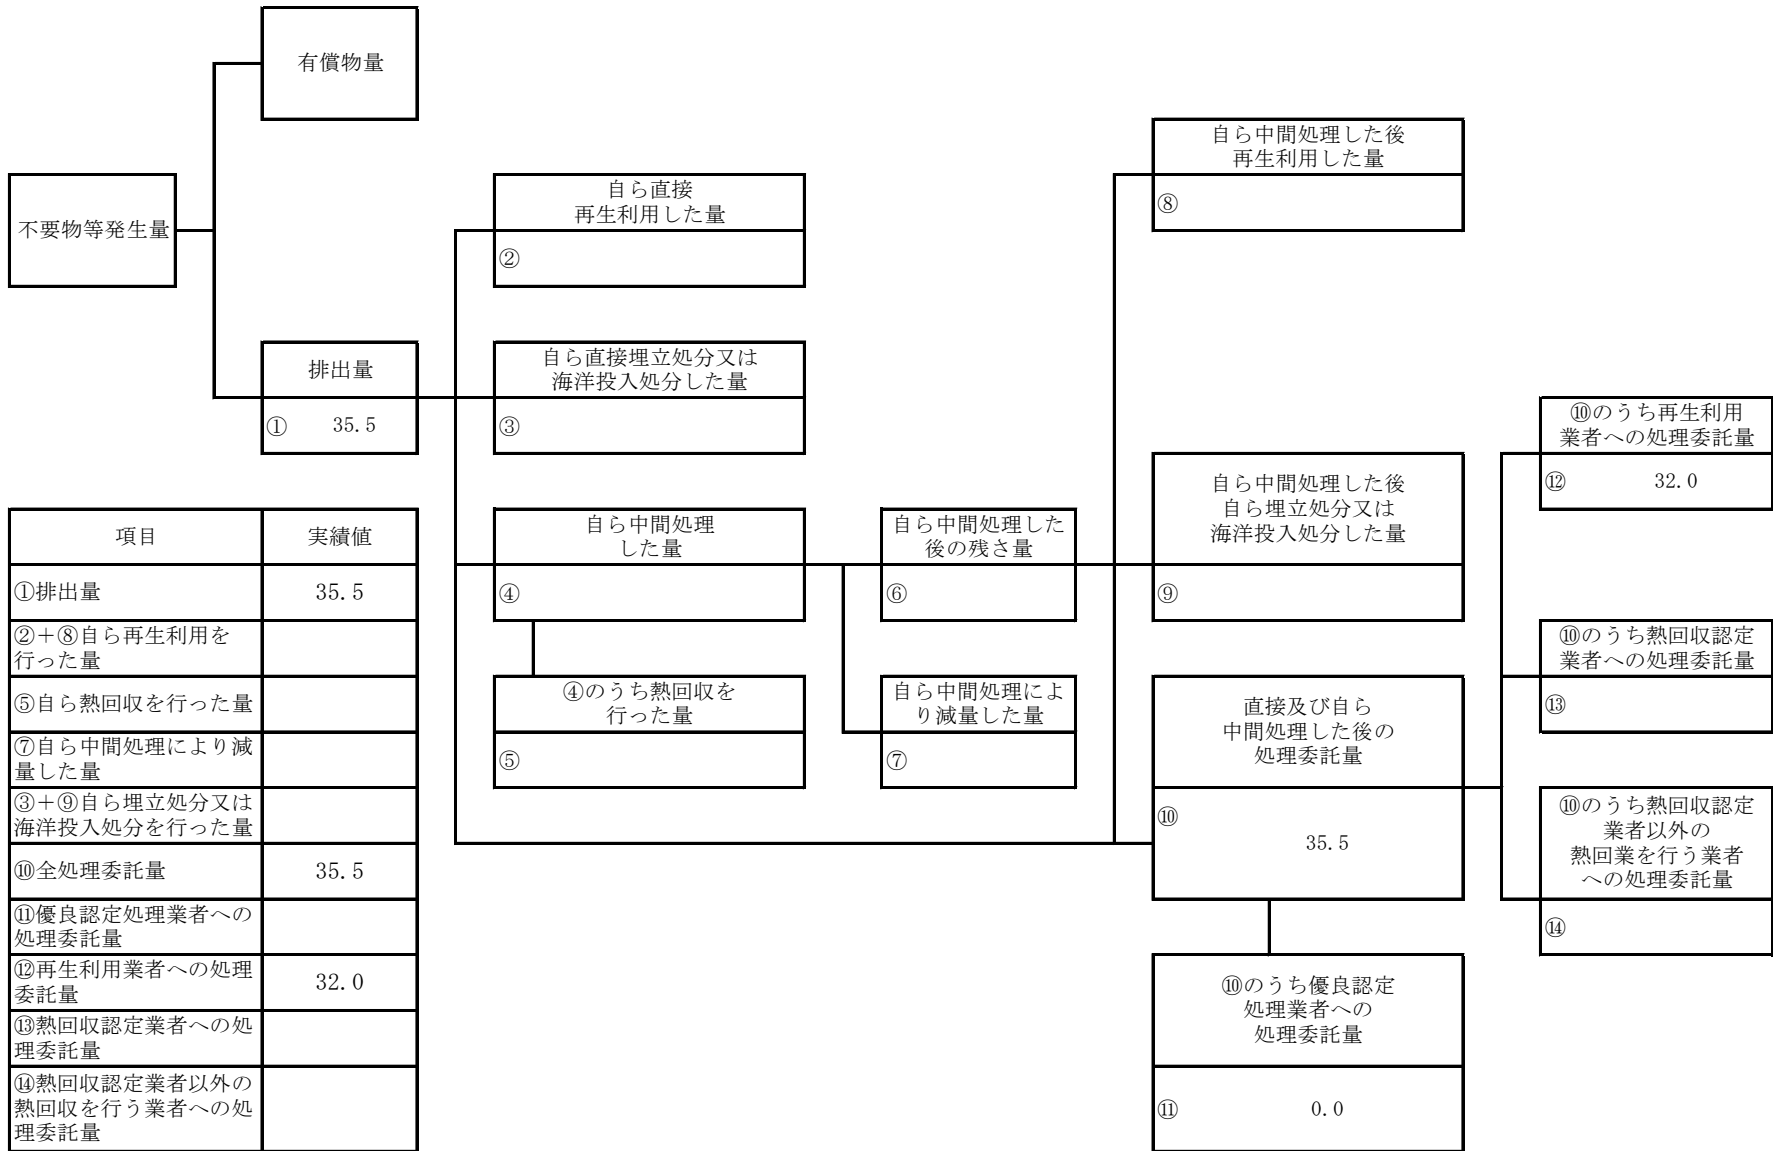 有償物量
不要物等発生量
排出量
① 35.5
自ら直接
再生利用した量
②
自ら直接埋立処分又は
海洋投入処分した量
③
自ら中間処理
した量
④
④のうち熱回収を
行った量
⑤
自ら中間処理した
後の残さ量
⑥
自ら中間処理によ
り減量した量
⑦
自ら中間処理した後
再生利用した量
⑧
自ら中間処理した後
自ら埋立処分又は
海洋投入処分した量
⑨
直接及び自ら
中間処理した後の
処理委託量
⑩
35.5
⑩のうち優良認定
処理業者への
処理委託量
⑪ 0.0
⑩のうち再生利用
業者への処理委託量
⑫ 32.0
⑩のうち熱回収認定
業者への処理委託量
⑬
⑩のうち熱回収認定
業者以外の
熱回業を行う業者
への処理委託量
⑭
項目 実績値
①排出量 35.5
②+⑧自ら再生利用を
行った量
⑤自ら熱回収を行った量
⑦自ら中間処理により減
量した量
③+⑨自ら埋立処分又は
海洋投入処分を行った量
⑩全処理委託量 35.5
⑪優良認定処理業者への
処理委託量
⑫再生利用業者への処理
委託量 32.0
⑬熱回収認定業者への処
理委託量
⑭熱回収認定業者以外の
熱回収を行う業者への処
理委託量